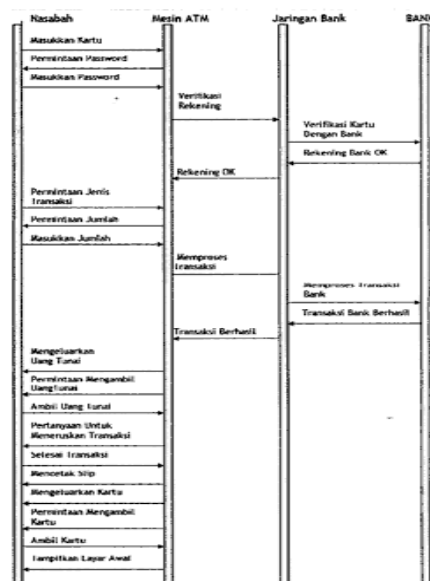 Nasabah Mesin ATM Jaringan Bank BANK
Masukkan Kartu
Permintaan Password
Masukkan Password
Verifikasi
Rekening
Verifikasi Kartu
Dengan Bank
Rekening Bank OK
Rekening OK
Permintaan Jenis
Transaksi
Permintaan Jumlah
Masukkan Jumlah
Memproses
Transaksi
Memproses Transaksi
Bank
Transaksi Bank Berhasil
Transaksi Berhasil
Mengeluarkan
Uang Tunai
Permintaan Mengambil
UangTunai
Ambil Uang Tunai
Pertanyaan Untuk
Meneruskan Transaksi
Selesai Transaksi
Mencetak Slip
Mengeluarkan Kartu
Permintaan Mengambil
Kartu
Ambil Kartu
Tampilkan Layar Awal